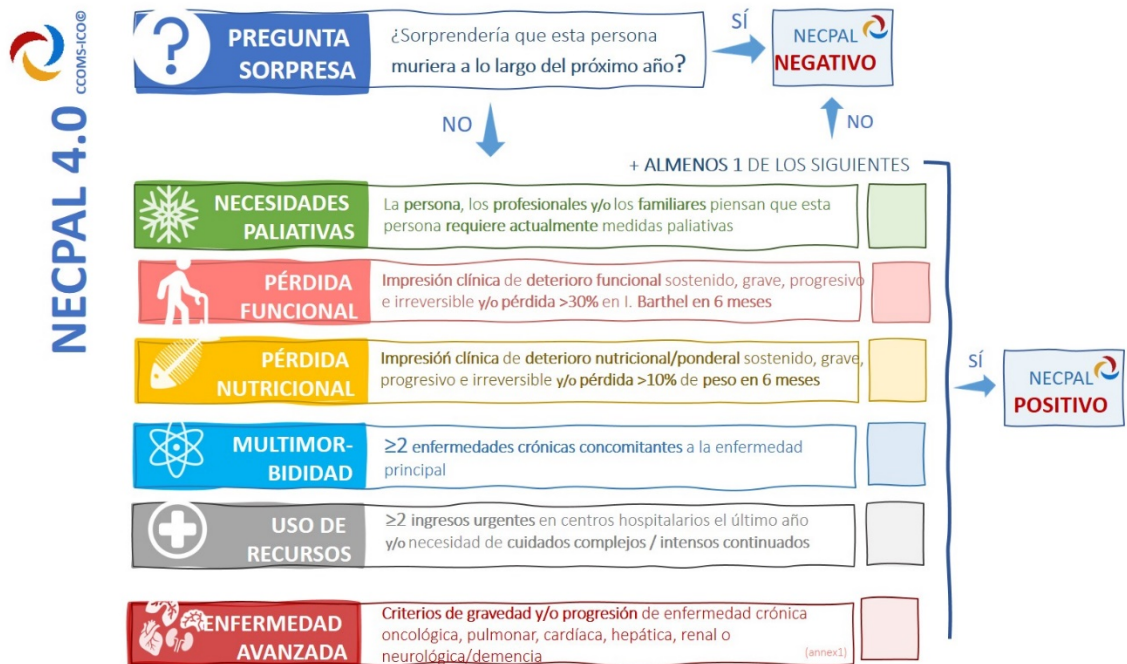 CCOMS-ICO©
NECPAL 4.0
PREGUNTA
SORPRESA
¿Sorprendería que esta persona
muriera a lo largo del próximo año?
SÍ
NECPAL
NEGATIVO
NO
NO
+ ALMENOS 1 DE LOS SIGUIENTES
NECESIDADES
PALIATIVAS
La persona, los profesionales y/o los familiares piensan que esta
persona requiere actualmente medidas paliativas
PÉRDIDA
FUNCIONAL
Impresión clínica de deterioro funcional sostenido, grave, progresivo
e irreversible y/o pérdida >30% en I. Barthel en 6 meses
PÉRDIDA
NUTRICIONAL
Impresión clínica de deterioro nutricional/ponderal sostenido, grave,
progresivo e irreversible y/o pérdida >10% de peso en 6 meses
SÍ
NECPAL
POSITIVO
MULTIMOR-
BIDIDAD
≥2 enfermedades crónicas concomitantes a la enfermedad
principal
USO DE
RECURSOS
≥2 ingresos urgentes en centros hospitalarios el último año
y/o necesidad de cuidados complejos / intensos continuados
ENFERMEDAD
AVANZADA
Criterios de gravedad y/o progresión de enfermedad crónica
oncológica, pulmonar, cardíaca, hepática, renal o
neurológica/demencia
(annex1)